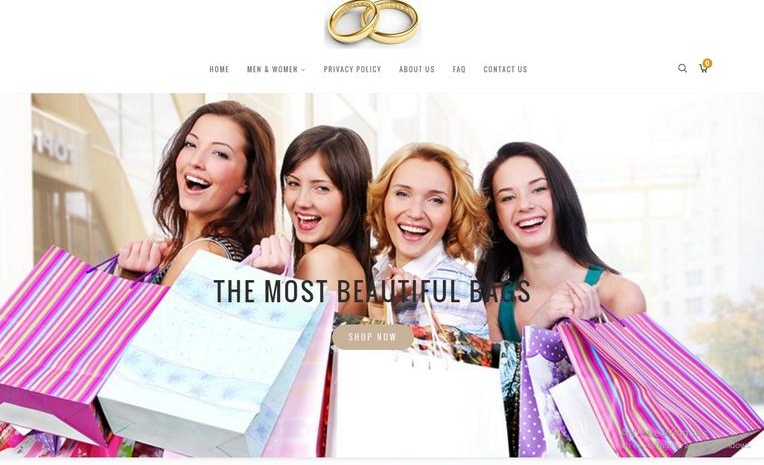 HOME MEN & WOMEN PRIVACY POLICY ABOUT US FAQ CONTACT US
0
THE MOST BEAUTIFUL BAGS
SHOP NOW